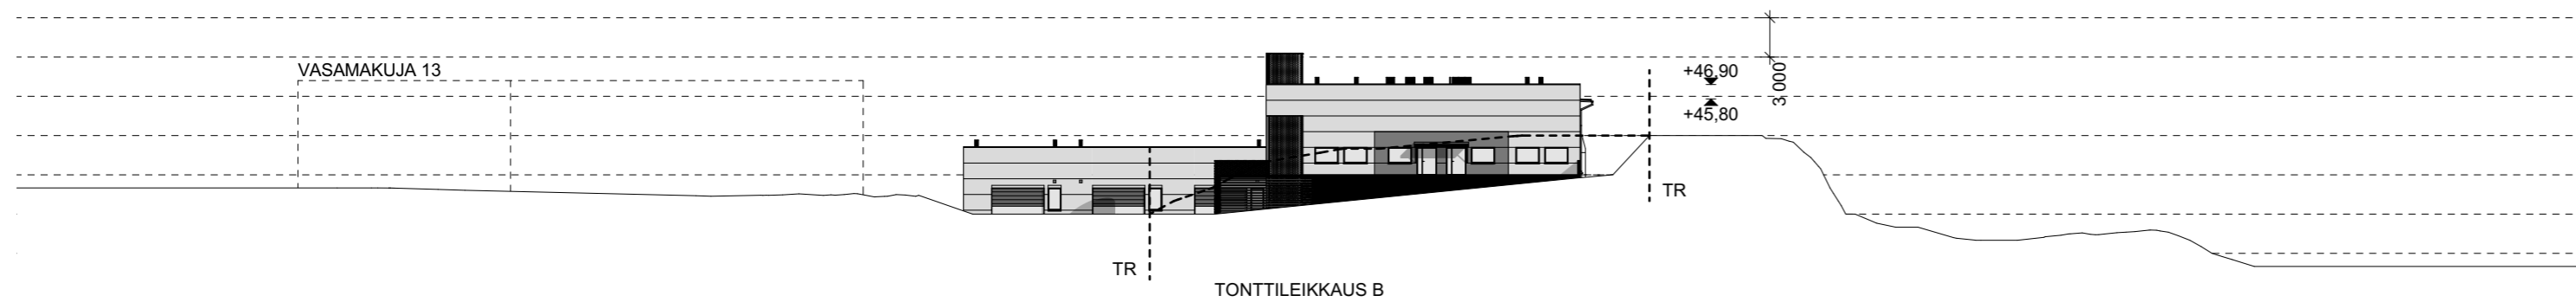 VASAMAKUJA 13
+46,90
3 000
+45,80
TR
TR
TONTTILEIKKAUS B